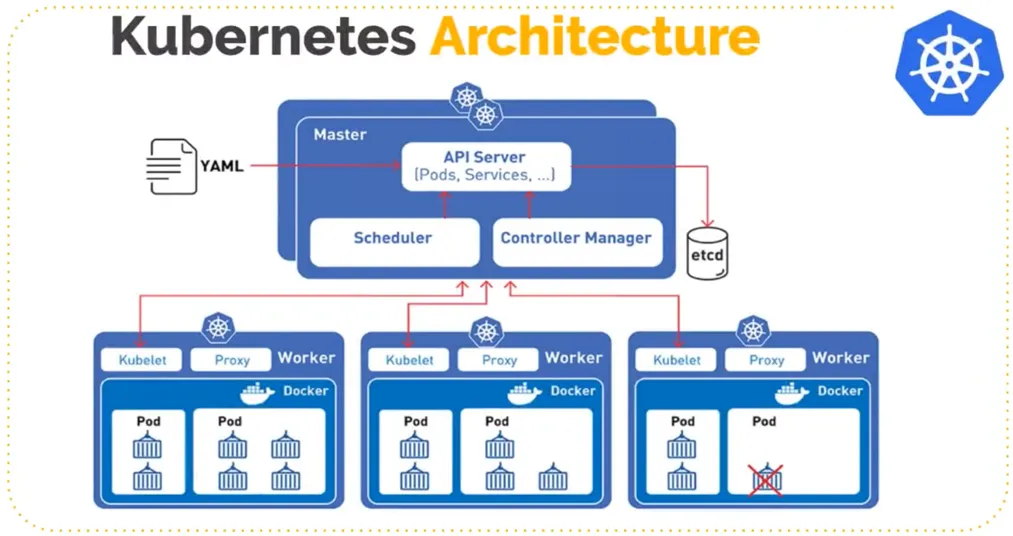 Kubernetes Architecture
Master
YAML
API Server
(Pods, Services, ...)
Scheduler
Controller Manager
etcd
Kubelet
Proxy
Worker
Docker
Pod
Pod
Kubelet
Proxy
Worker
Docker
Pod
Pod
Kubelet
Proxy
Worker
Docker
Pod
Pod